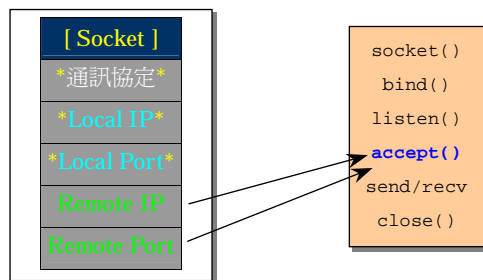 [ Socket ]
*通訊協定*
*Local IP*
*Local Port*
Remote IP
Remote Port
socket()
bind()
listen()
accept()
send/recv
close()